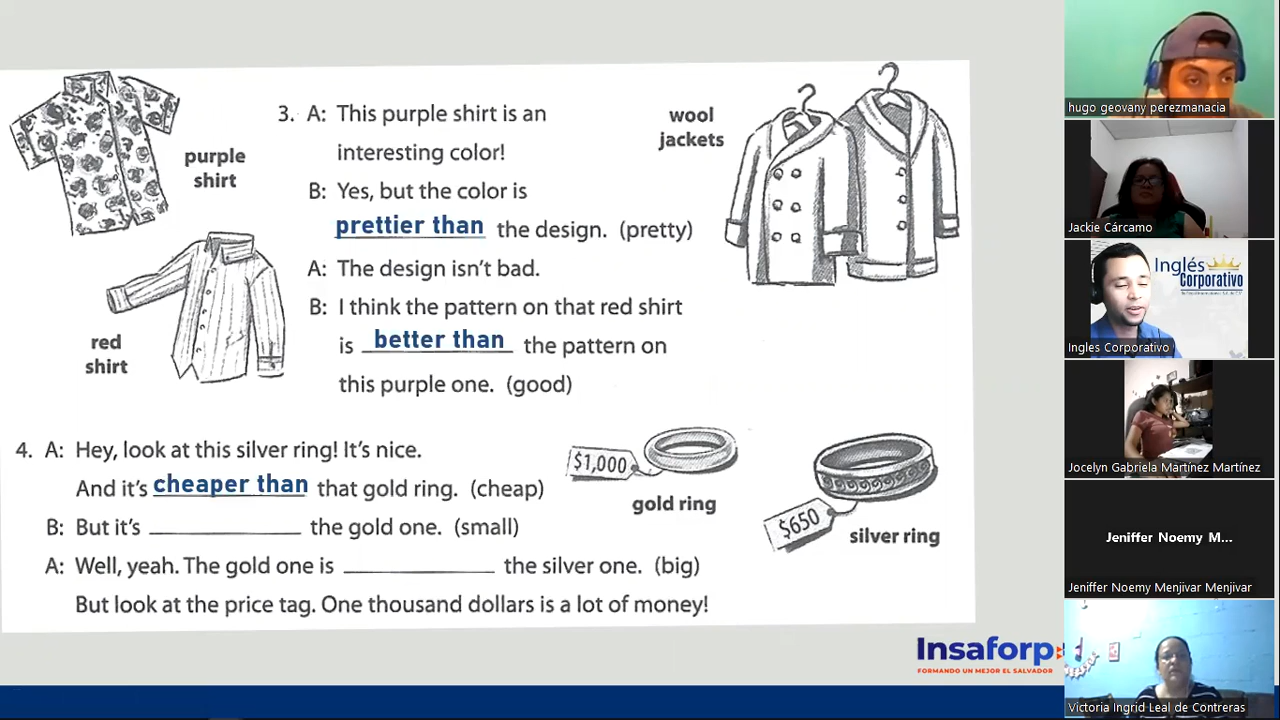 purple
shirt
3. A: This purple shirt is an
interesting color!
B: Yes, but the color is
prettier than the design. (pretty)
A: The design isn't bad.
B: I think the pattern on that red shirt
is better than the pattern on
this purple one. (good)
wool
jackets
red
shirt
4. A: Hey, look at this silver ring! It's nice.
And it's cheaper than that gold ring. (cheap)
B: But it's ____________ the gold one. (small)
A: Well, yeah. The gold one is ____________ the silver one. (big)
But look at the price tag. One thousand dollars is a lot of money!
$1,000
gold ring
$650
silver ring
Insaforp
FORMANDO UN MEJOR EL SALVADOR
hugo geovany perezmanacia
Jackie Cárcamo
Inglés
Corporativo
Ingles Corporativo
Jocelyn Gabriela Martínez Martínez
Jeniffer Noemy M...
Jeniffer Noemy Menjivar Menjivar
Victoria Ingrid Leal de Contreras